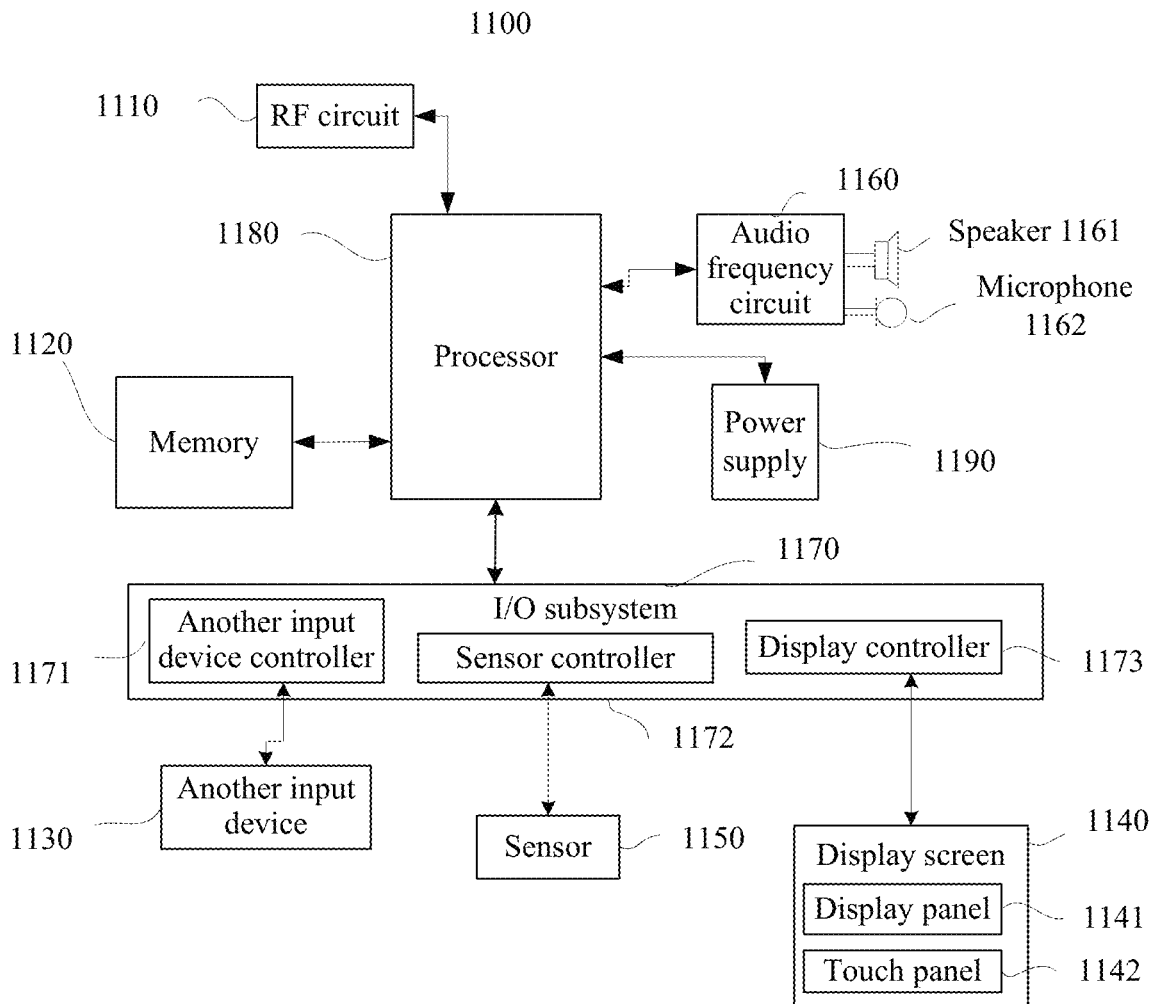 1100
1110
RF circuit
1160
1180
Audio
frequency
circuit
Speaker 1161
Microphone
1162
1120
Processor
Memory
Power
supply
1190
1170
I/O subsystem
Another input
device controller
Sensor controller
Display controller
1171
1173
1172
Another input
device
1130
Sensor
1150
1140
Display screen
Display panel
1141
Touch panel
1142